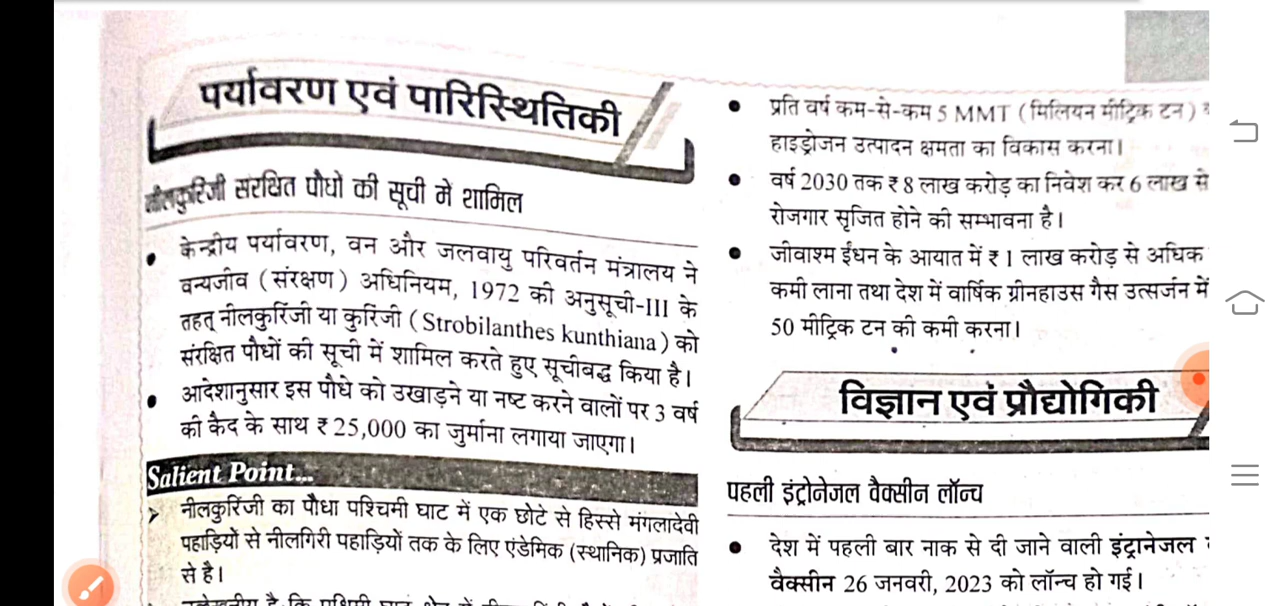 पर्यावरण एवं पारिस्थितिकी
नीलकुरिंजी संरक्षित पौधों की सूची में शामिल
केन्द्रीय पर्यावरण, वन और जलवायु परिवर्तन मंत्रालय ने
वन्यजीव (संरक्षण) अधिनियम, 1972 की अनुसूची-III के
तहत् नीलकुरिंजी या कुरिंजी (Strobilanthes kunthiana) को
संरक्षित पौधों की सूची में शामिल करते हुए सूचीबद्ध किया है।
आदेशानुसार इस पौधे को उखाड़ने या नष्ट करने वालों पर 3 वर्ष
की कैद के साथ ₹ 25,000 का जुर्माना लगाया जाएगा।
Salient Point...
नीलकुरिंजी का पौधा पश्चिमी घाट में एक छोटे से हिस्से मंगलादेवी
पहाड़ियों से नीलगिरी पहाड़ियों तक के लिए एंडेमिक (स्थानिक) प्रजाति
से है।
प्रति वर्ष कम-से-कम 5 MMT (मिलियन मीट्रिक टन)
हाइड्रोजन उत्पादन क्षमता का विकास करना।
वर्ष 2030 तक ₹ 8 लाख करोड़ का निवेश कर 6 लाख से
रोजगार सृजित होने की सम्भावना है।
जीवाश्म ईंधन के आयात में ₹ 1 लाख करोड़ से अधिक
कमी लाना तथा देश में वार्षिक ग्रीनहाउस गैस उत्सर्जन में
50 मीट्रिक टन की कमी करना।
विज्ञान एवं प्रौद्योगिकी
पहली इंट्रोनेजल वैक्सीन लॉन्च
देश में पहली बार नाक से दी जाने वाली इंट्रानेजल
वैक्सीन 26 जनवरी, 2023 को लॉन्च हो गई।